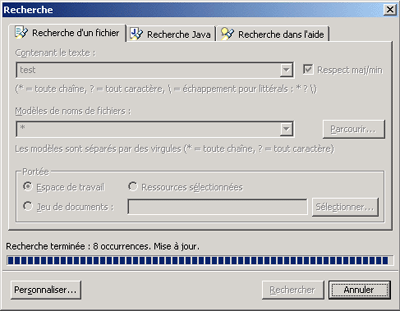 Recherche
Recherche d'un fichier Recherche Java Recherche dans l'aide
Contenant le texte :
test Respect maj/min
(* = toute chaîne, ? = tout caractère, \ = échappement pour littérals : * ? \)
Modèles de noms de fichiers :
* Parcourir...
Les modèles sont séparés par des virgules (* = toute chaîne, ? = tout caractère)
Portée
Espace de travail Ressources sélectionnées
Jeu de documents : Sélectionner...
Recherche terminée : 8 occurrences. Mise à jour.
Personnaliser... Rechercher Annuler